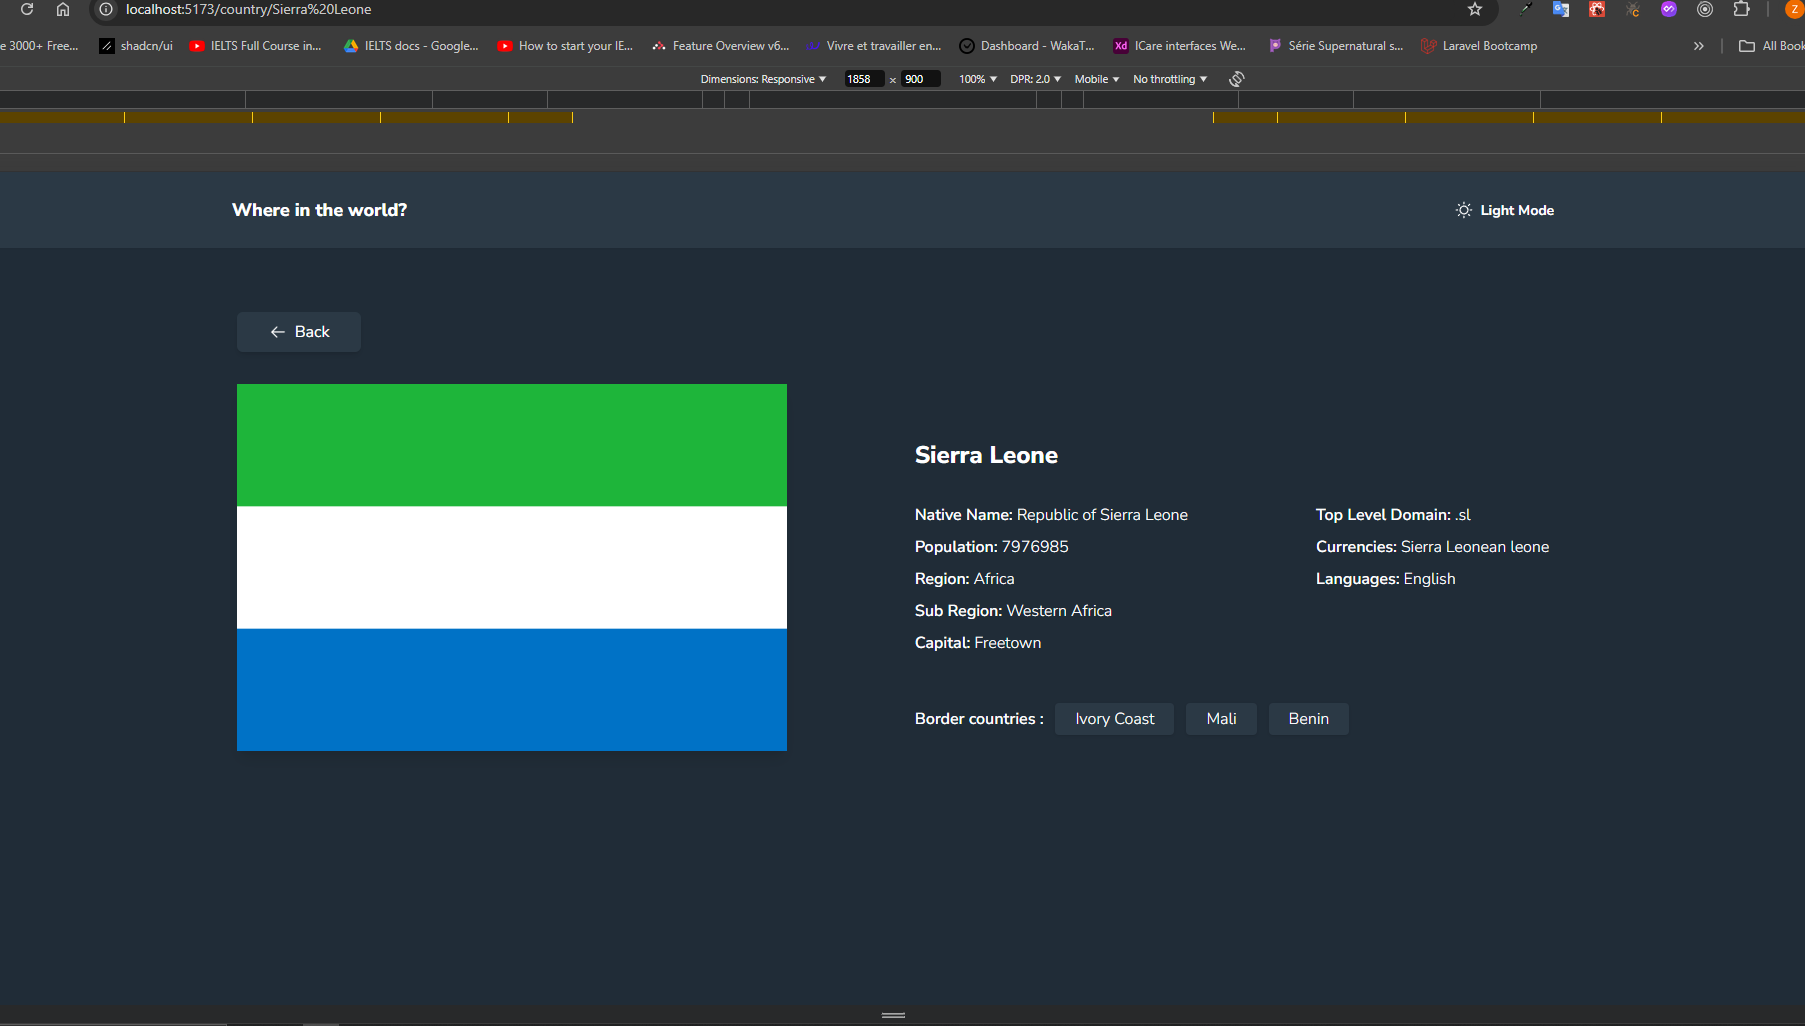 localhost:5173/country/Sierra%20Leone
Z
e 3000+ Free...
shadcn/ui
IELTS Full Course in...
IELTS docs - Google...
How to start your IE...
Feature Overview v6...
Vivre et travailler en...
Dashboard - WakaT...
Xd
ICare interfaces We...
Série Supernatural s...
Laravel Bootcamp
All Book
Dimensions: Responsive
1858 × 900
100%
DPR: 2.0
Mobile
No throttling
Where in the world?
Light Mode
Back
Sierra Leone
Native Name: Republic of Sierra Leone
Population: 7976985
Region: Africa
Sub Region: Western Africa
Capital: Freetown
Top Level Domain: .sl
Currencies: Sierra Leonean leone
Languages: English
Border countries : Ivory Coast Mali Benin